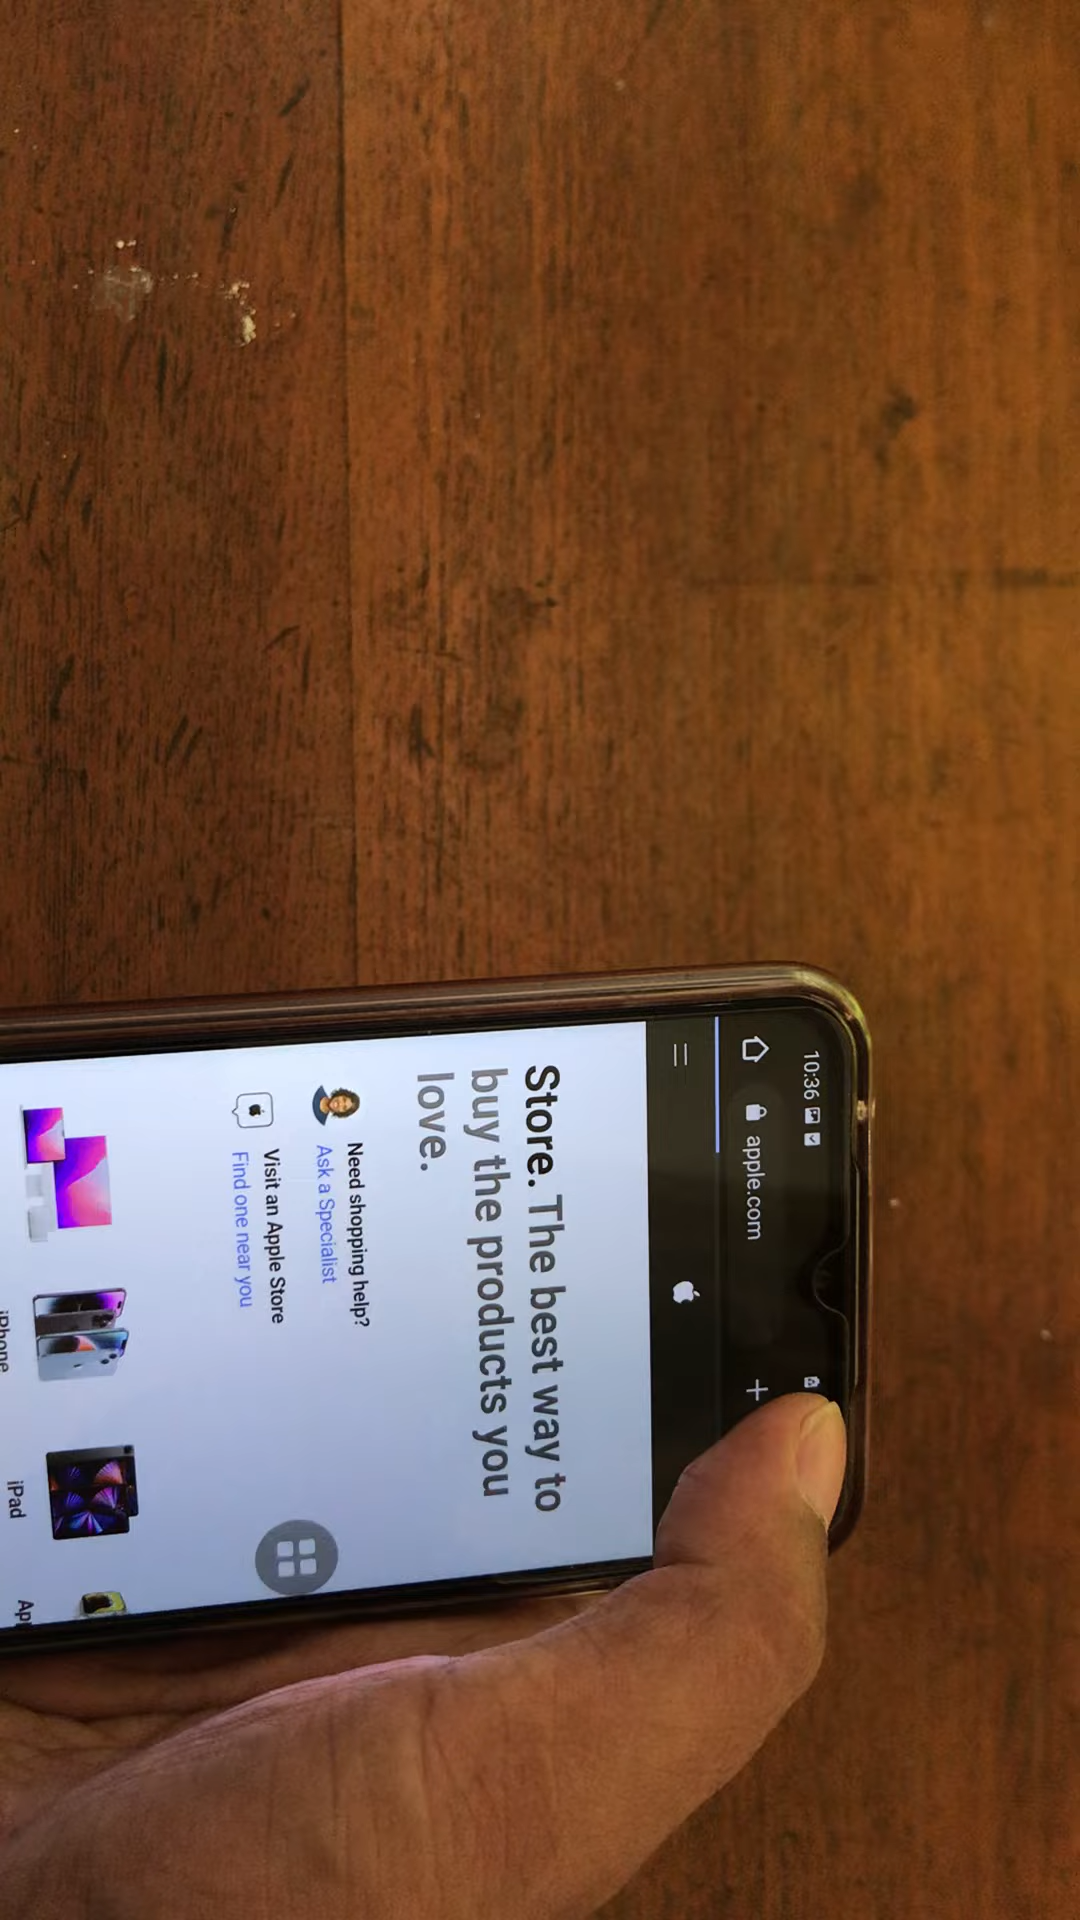 10:36
apple.com
Store. The best way to
buy the products you
love.
Need shopping help?
Ask a Specialist
Visit an Apple Store
Find one near you
iPhone
iPad